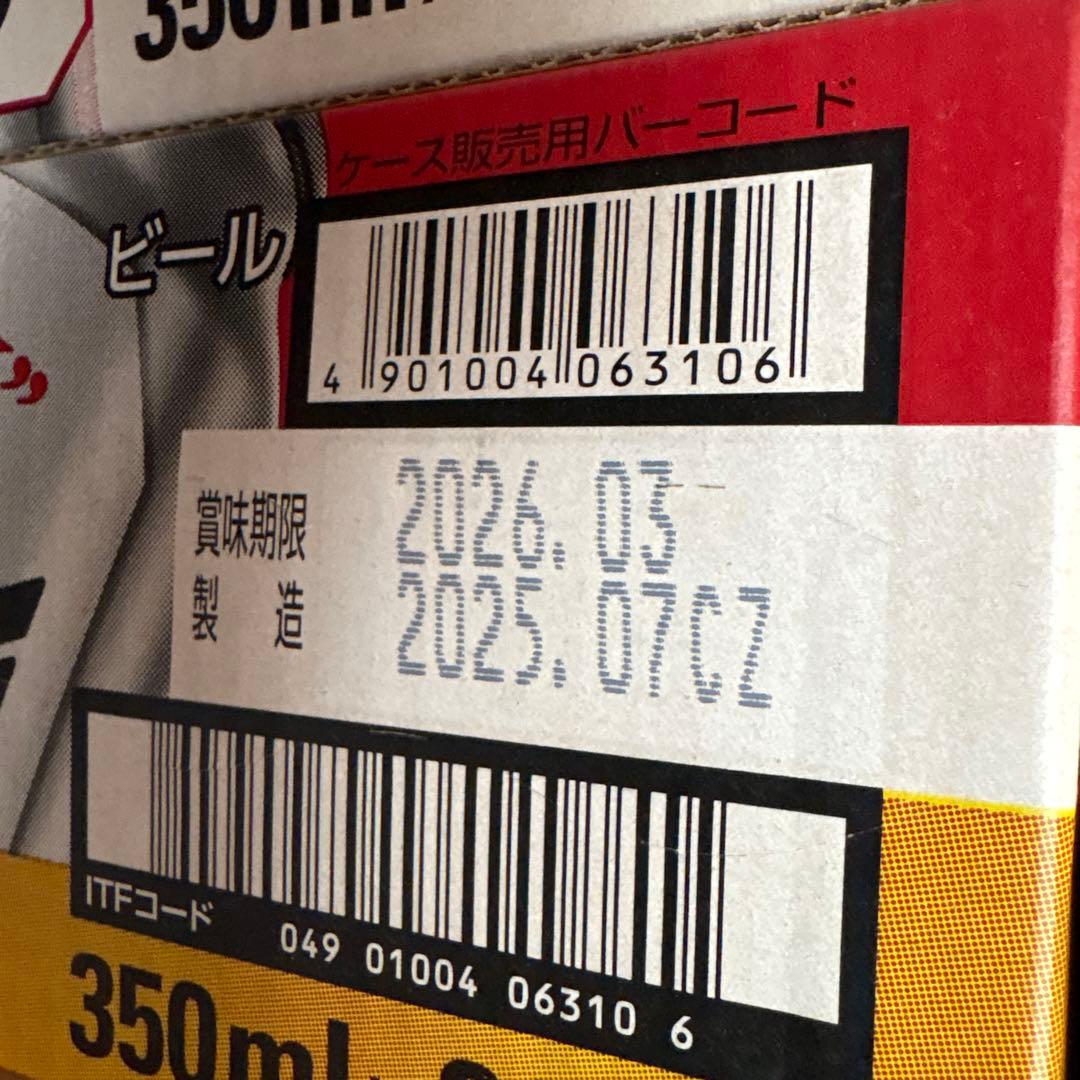 350ml
ケース販売用バーコード
ビール
4 901004 063106
賞味期限 2026.03
製造 2025.07CZ
ITFコード
049 01004 06310 6
350ml